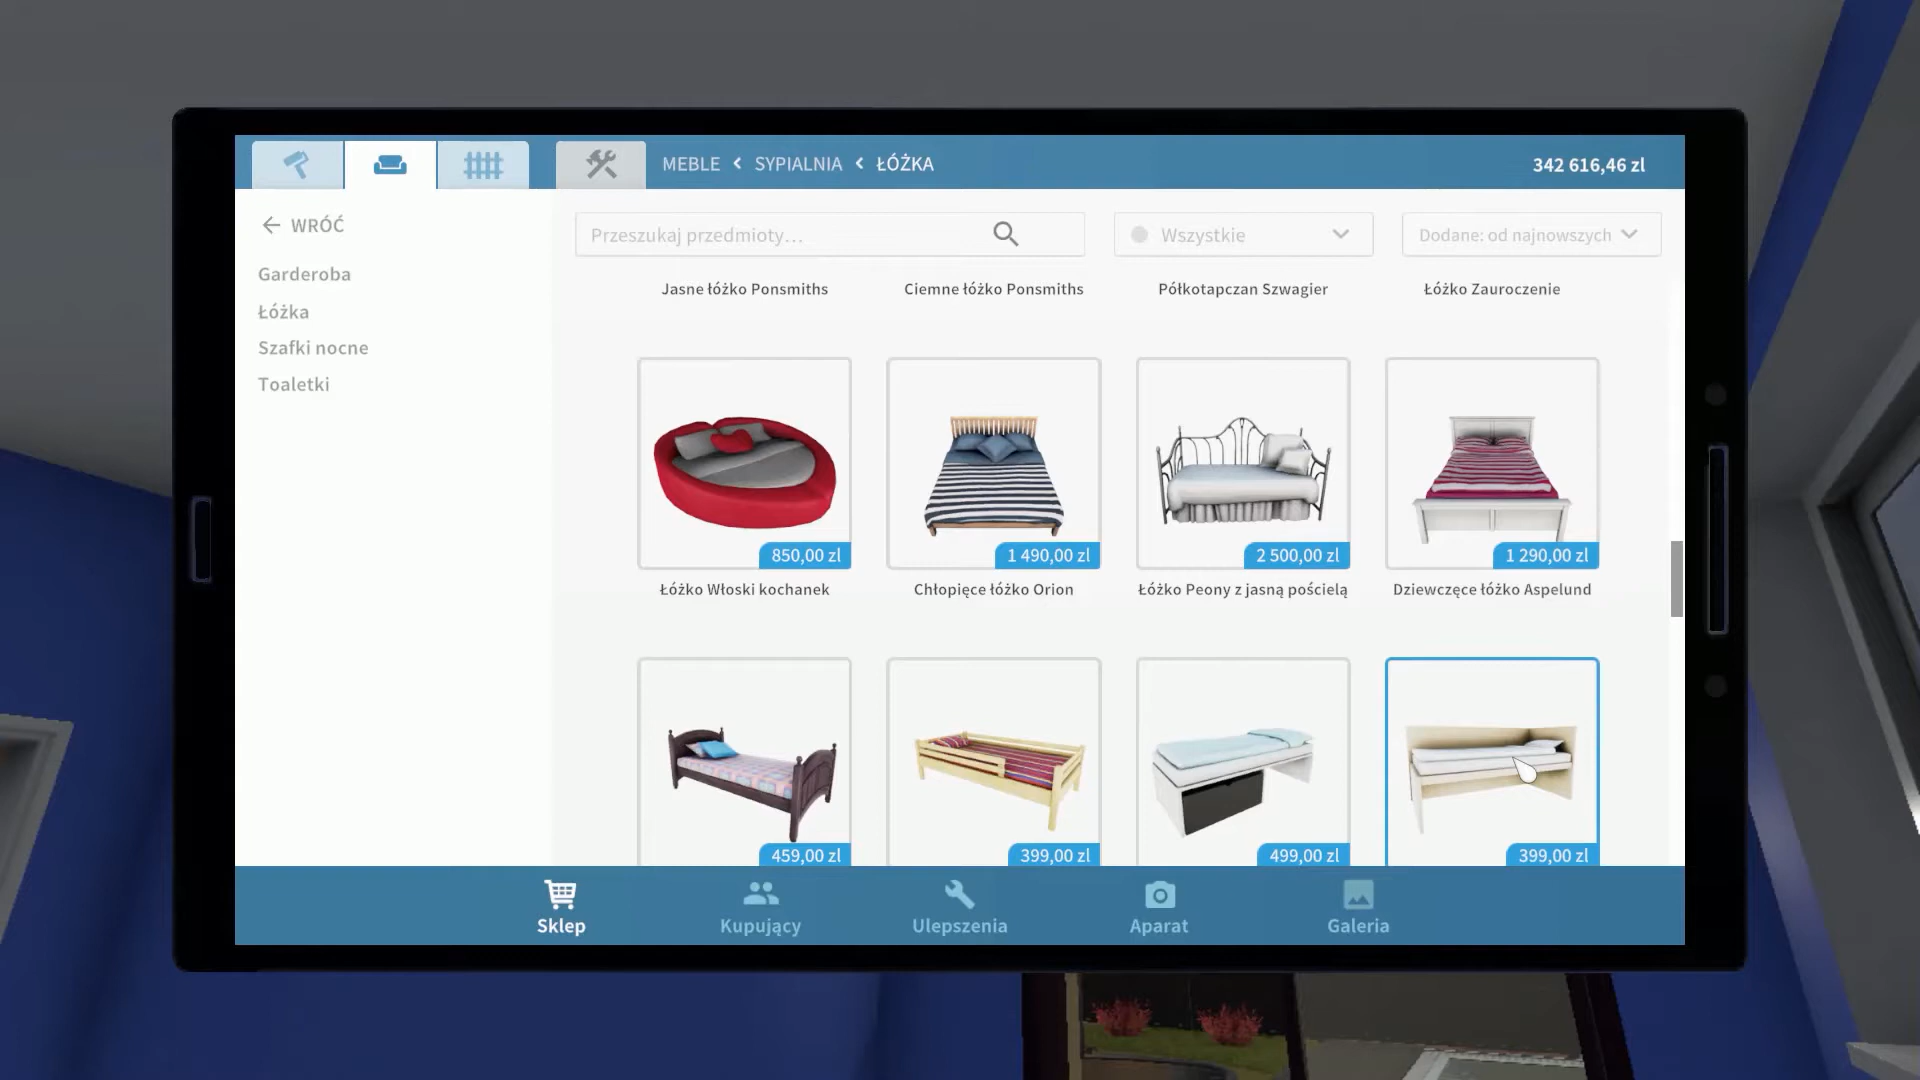 MEBLE < SYPIALNIA < ŁÓŻKA
342 616,46 zl
WRÓĆ
Garderoba
Łóżka
Szafki nocne
Toaletki
Przeszukaj przedmioty...
Wszystkie
Dodane: od najnowszych
Jasne łóżko Ponsmiths
Ciemne łóżko Ponsmiths
Półkotapczan Szwagier
Łóżko Zauroczenie
850,00 zl
1 490,00 zl
2 500,00 zl
1 290,00 zl
Łóżko Włoski kochanek
Chłopięce łóżko Orion
Łóżko Peony z jasną pościelą
Dziewczęce łóżko Aspelund
459,00 zl
399,00 zl
499,00 zl
399,00 zl
Sklep
Kupujący
Ulepszenia
Aparat
Galeria